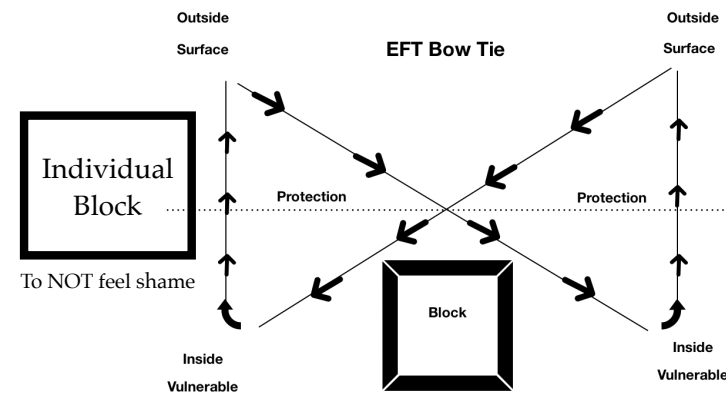 Outside
Surface
EFT Bow Tie
Outside
Surface
Individual
Block
To NOT feel shame
Protection
Protection
Block
Inside
Vulnerable
Inside
Vulnerable